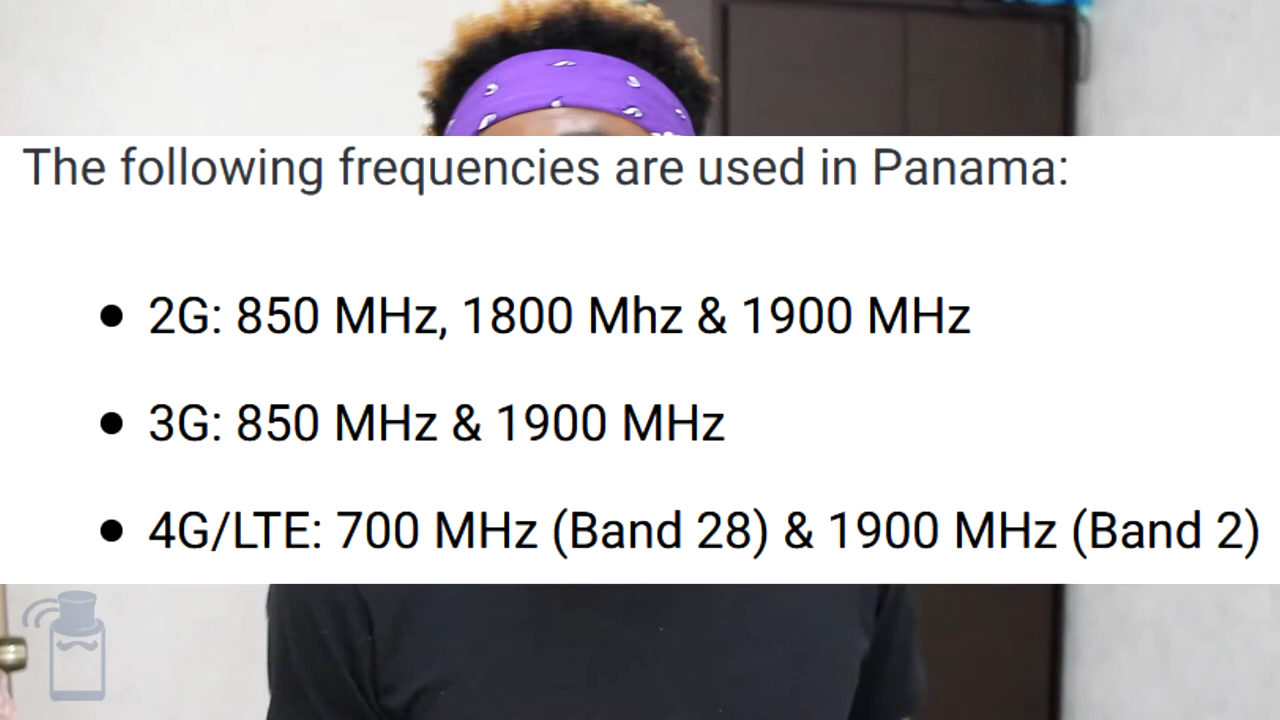 The following frequencies are used in Panama:
● 2G: 850 MHz, 1800 Mhz & 1900 MHz
● 3G: 850 MHz & 1900 MHz
● 4G/LTE: 700 MHz (Band 28) & 1900 MHz (Band 2)